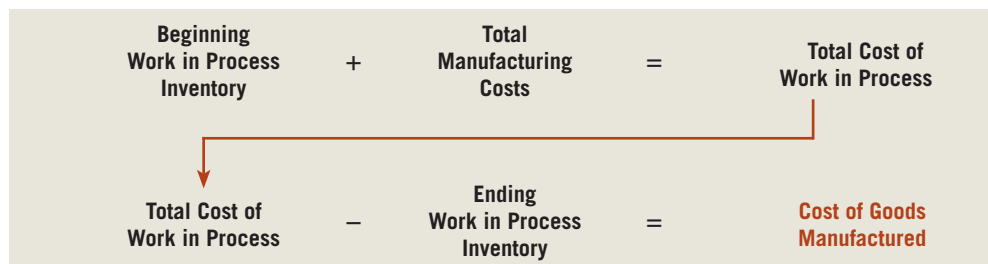 Beginning
Work in Process
Inventory
+
Total
Manufacturing
Costs
=
Total Cost of
Work in Process
Total Cost of
Work in Process
−
Ending
Work in Process
Inventory
=
Cost of Goods
Manufactured